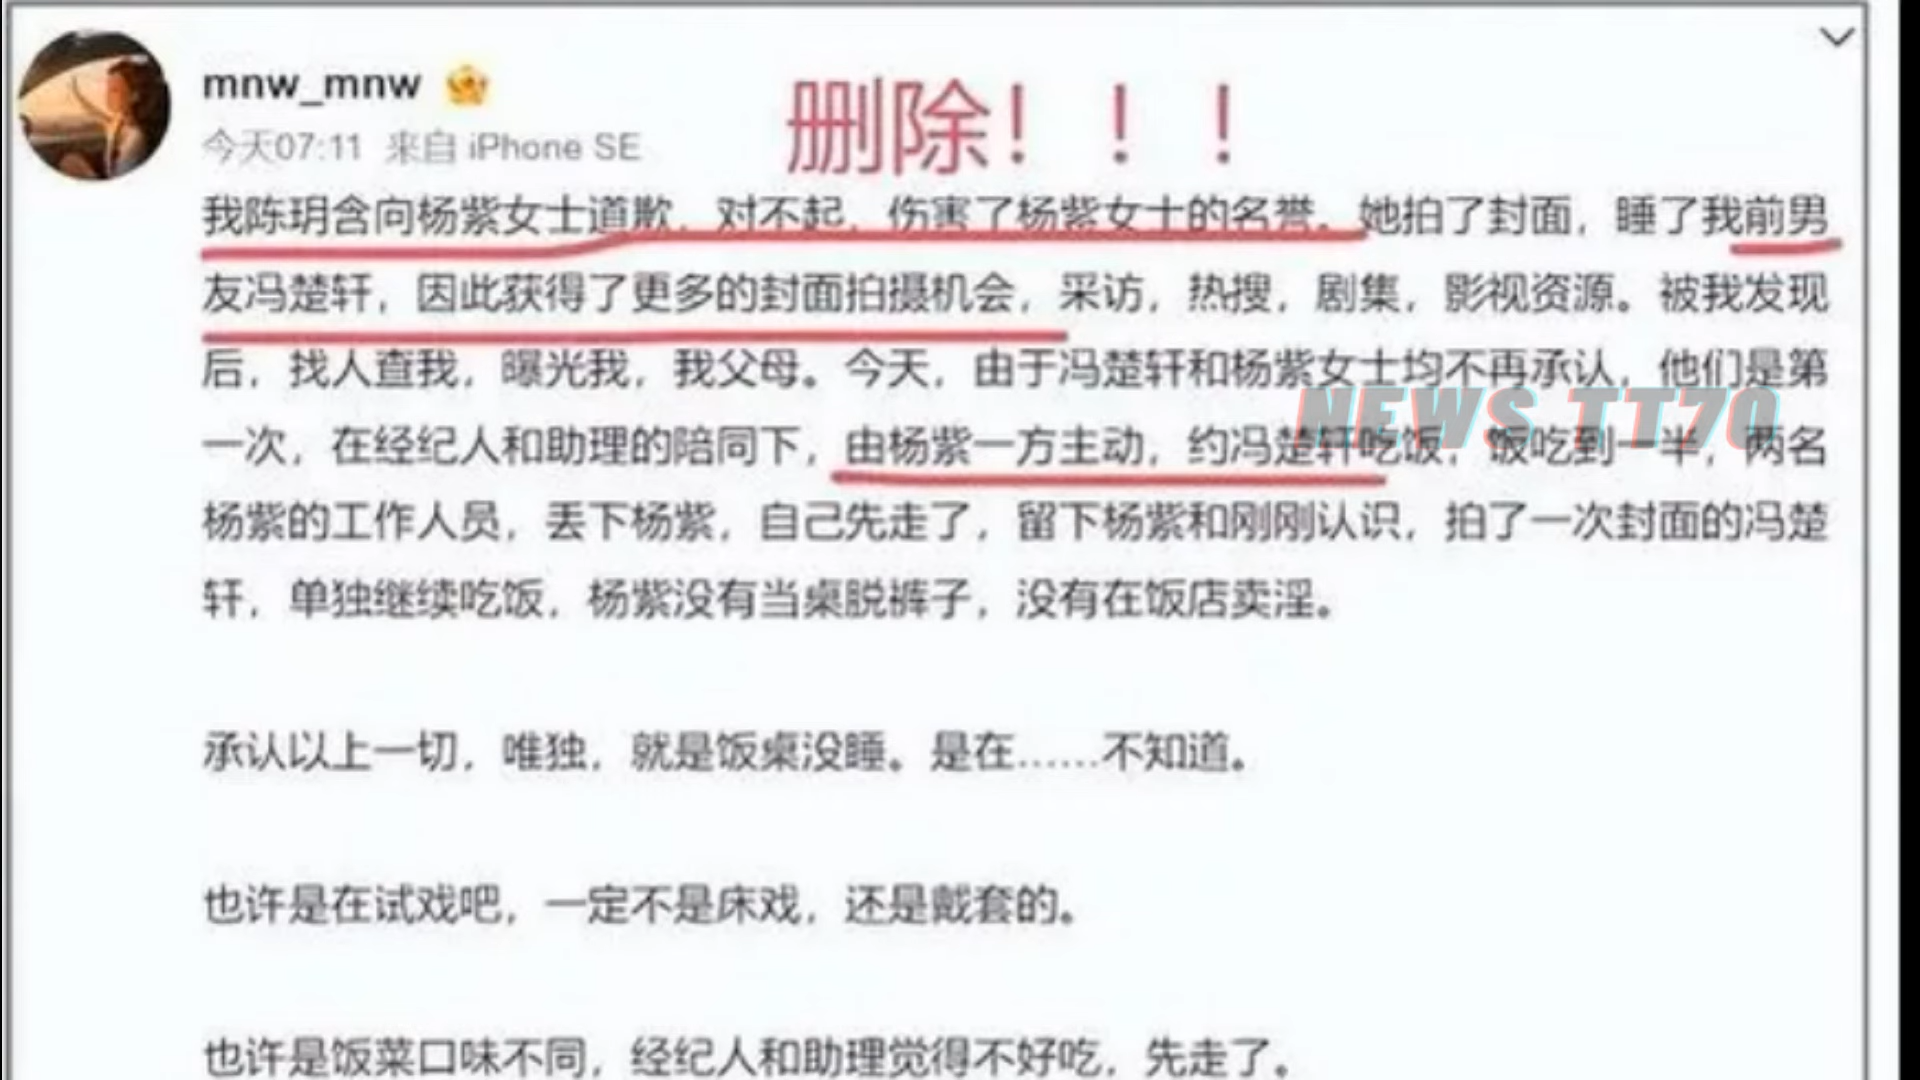 mnw_mnw
删除！！！
今天07:11 来自 iPhone SE
我陈玥含向杨紫女士道歉，对不起，伤害了杨紫女士的名誉。她拍了封面，睡了我前男
友冯楚轩，因此获得了更多的封面拍摄机会，采访，热搜，剧集，影视资源。被我发现
后，找人查我，曝光我，我父母。今天，由于冯楚轩和杨紫女士均不再承认，他们是第
NEWS TT70
一次，在经纪人和助理的陪同下，由杨紫一方主动，约冯楚轩吃饭，饭吃到一半，两名
杨紫的工作人员，丢下杨紫，自己先走了，留下杨紫和刚刚认识，拍了一次封面的冯楚
轩，单独继续吃饭，杨紫没有当桌脱裤子，没有在饭店卖淫。
承认以上一切，唯独，就是饭桌没睡。是在……不知道。
也许是在试戏吧，一定不是床戏，还是戴套的。
也许是饭菜口味不同，经纪人和助理觉得不好吃，先走了。